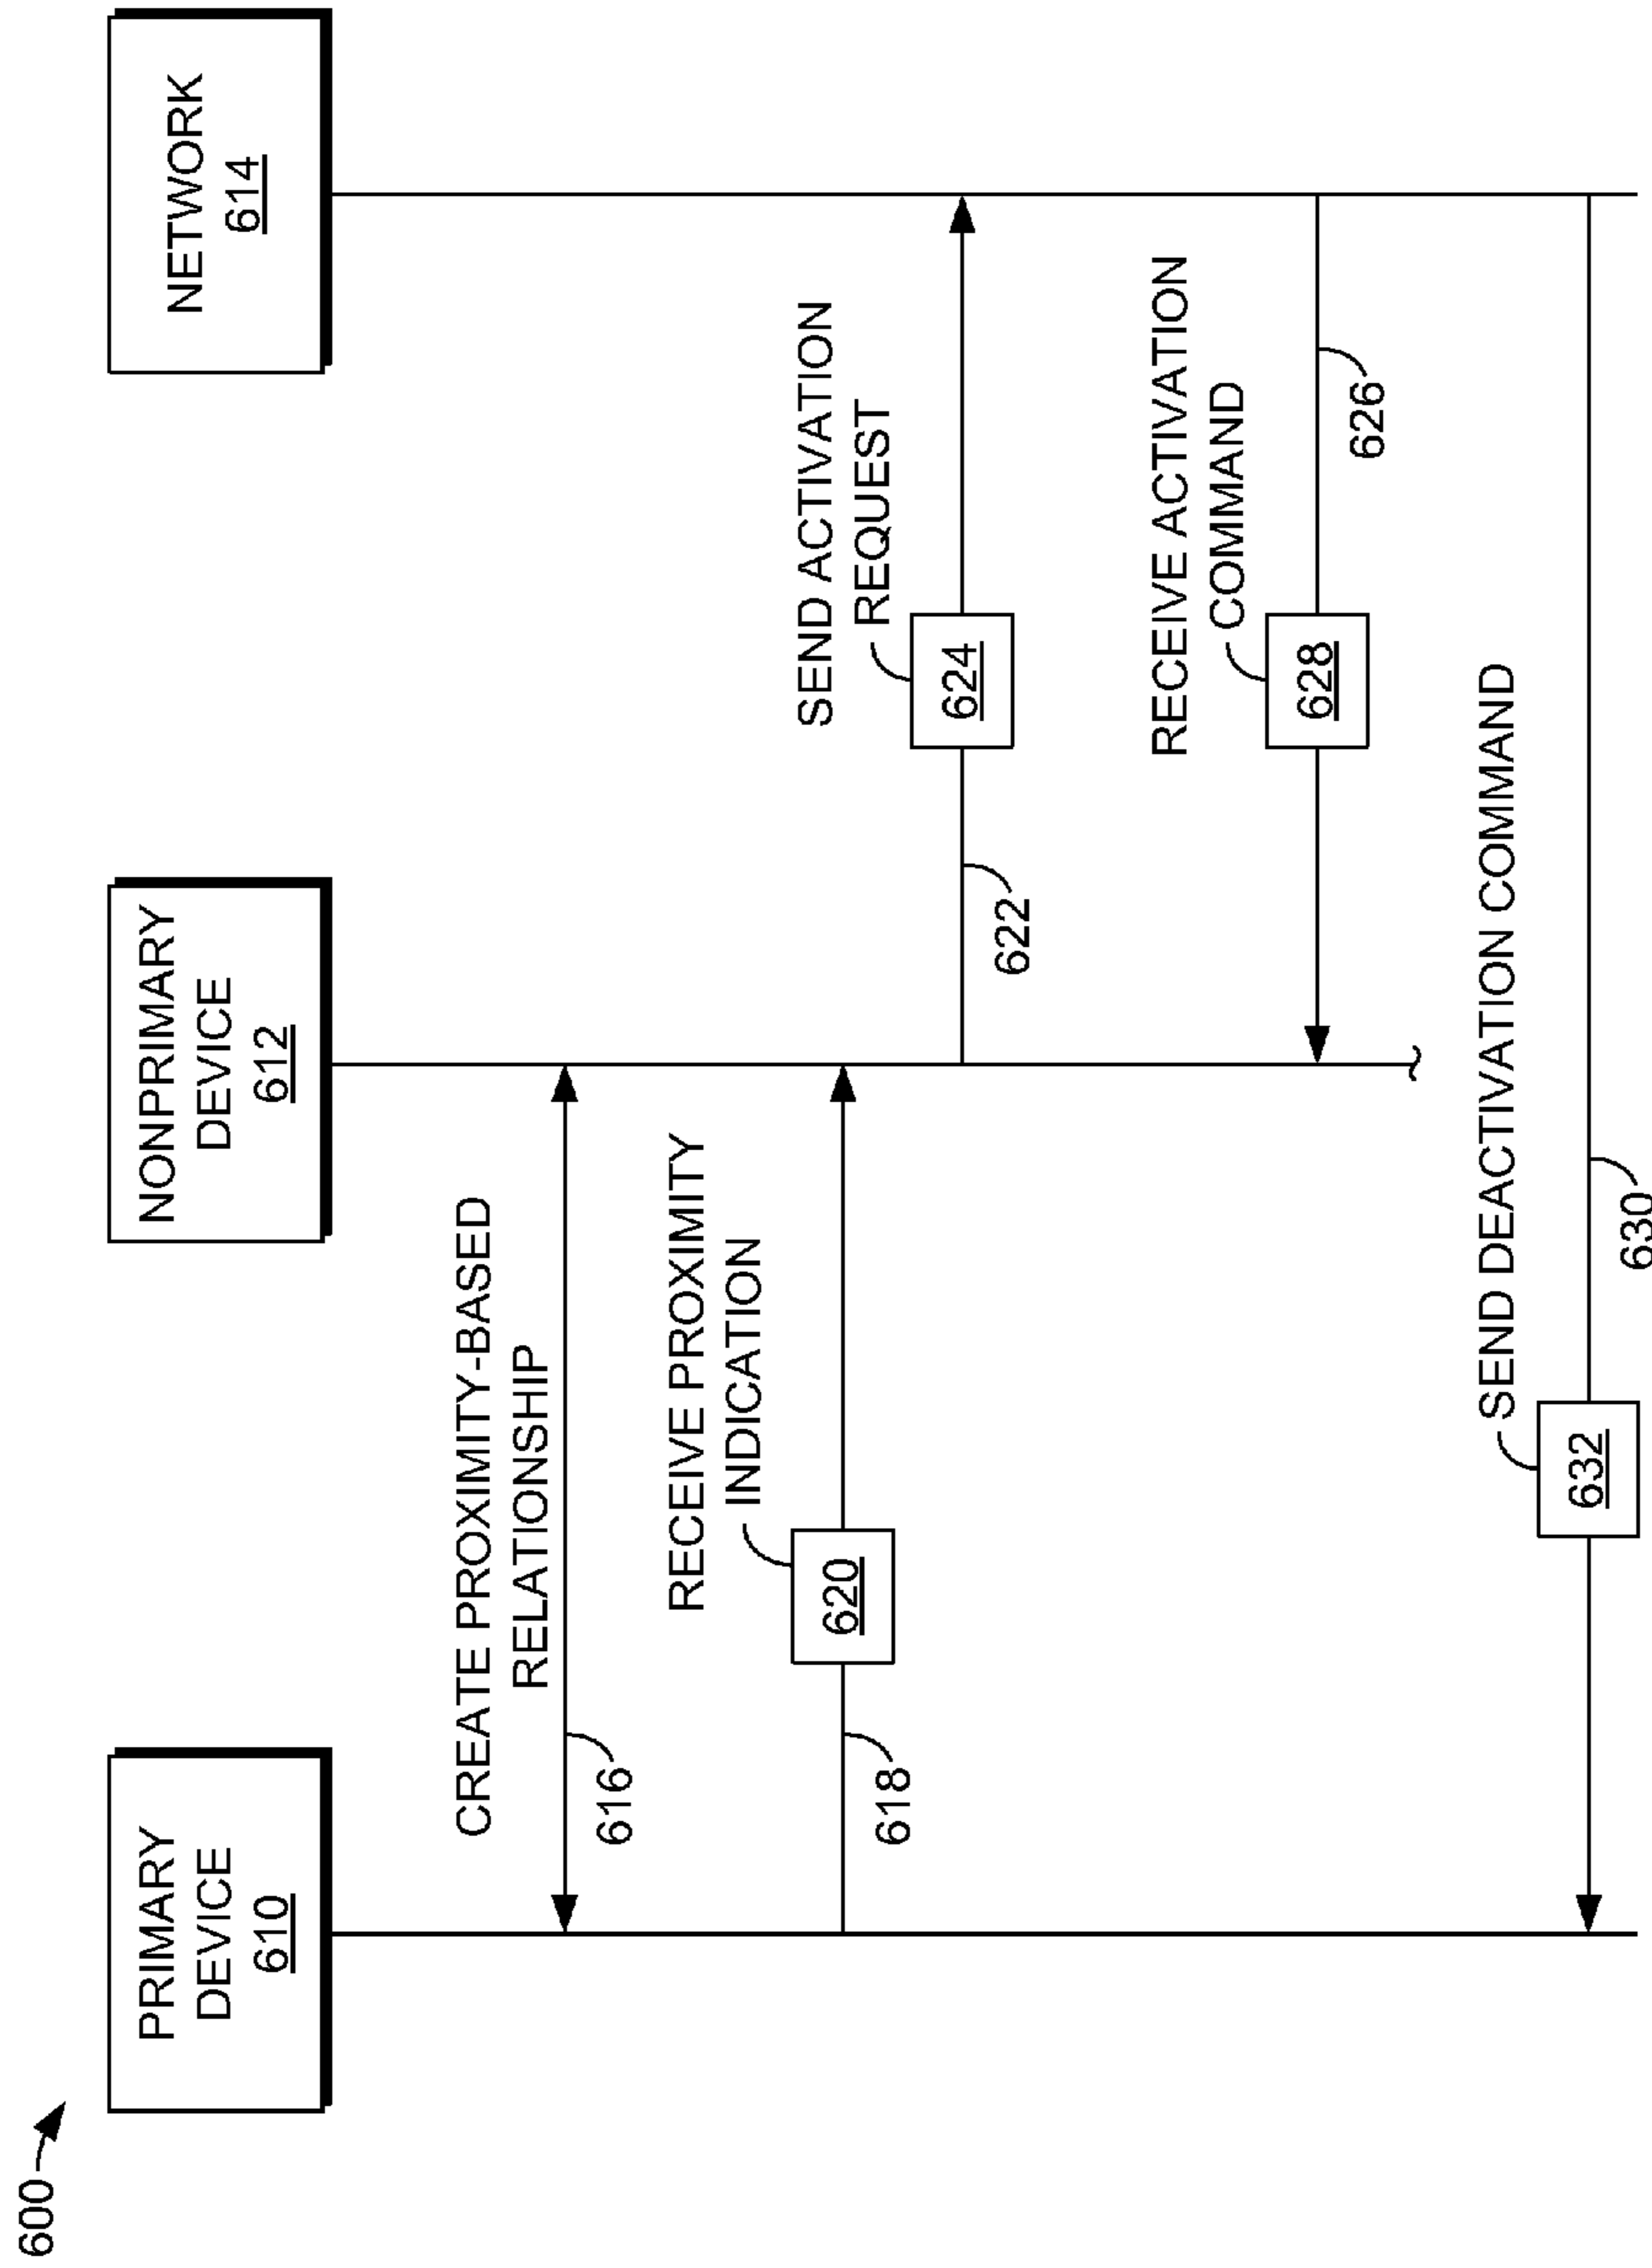 600
PRIMARY
DEVICE
610
NONPRIMARY
DEVICE
612
NETWORK
614
CREATE PROXIMITY-BASED
RELATIONSHIP
616
RECEIVE PROXIMITY
INDICATION
620
618
SEND ACTIVATION
REQUEST
624
622
RECEIVE ACTIVATION
COMMAND
628
626
SEND DEACTIVATION COMMAND
632
630